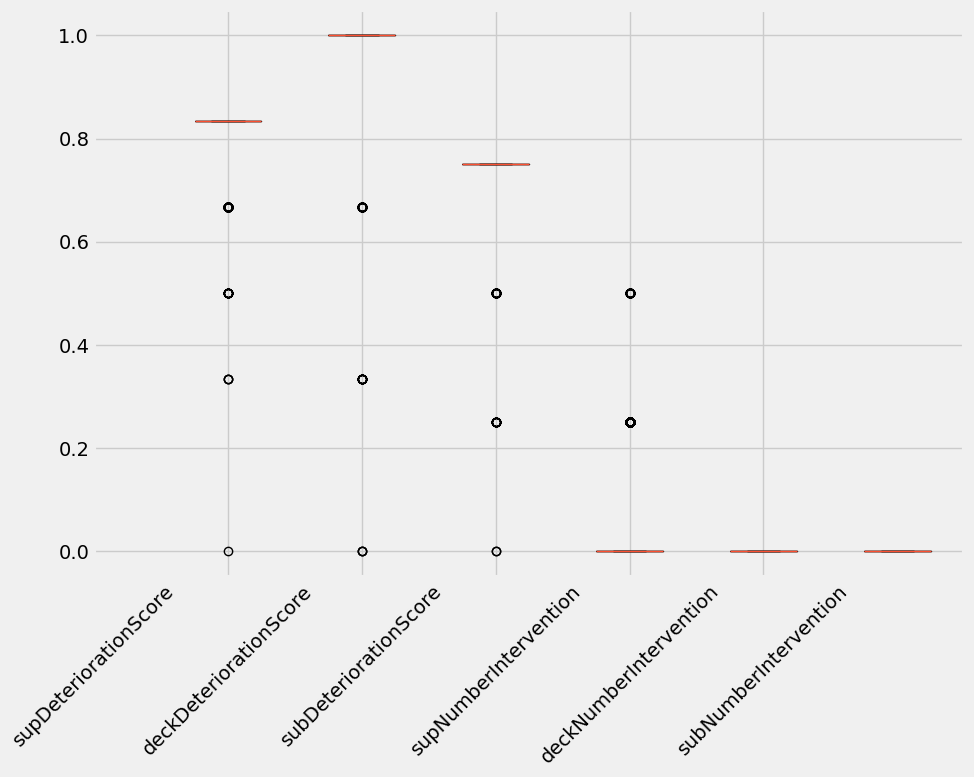 1.0
0.8
0.6
0.4
0.2
0.0
supDeteriorationScore
deckDeteriorationScore
subDeteriorationScore
supNumberIntervention
deckNumberIntervention
subNumberIntervention